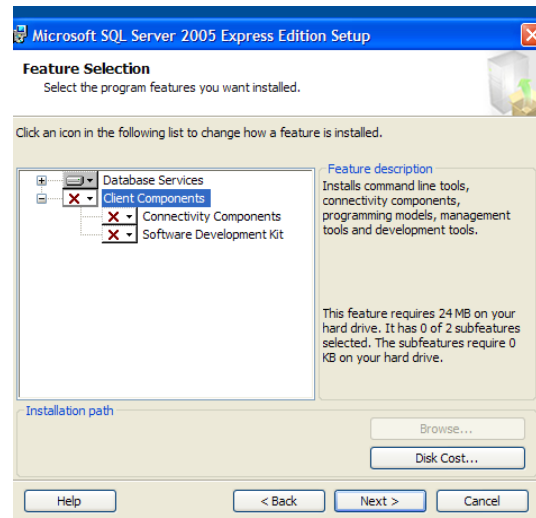 Microsoft SQL Server 2005 Express Edition Setup
Feature Selection
Select the program features you want installed.
Click an icon in the following list to change how a feature is installed.
Database Services
Client Components
Connectivity Components
Software Development Kit
Feature description
Installs command line tools,
connectivity components,
programming models, management
tools and development tools.
This feature requires 24 MB on your
hard drive. It has 0 of 2 subfeatures
selected. The subfeatures require 0
KB on your hard drive.
Installation path
Browse...
Disk Cost...
Help
< Back
Next >
Cancel